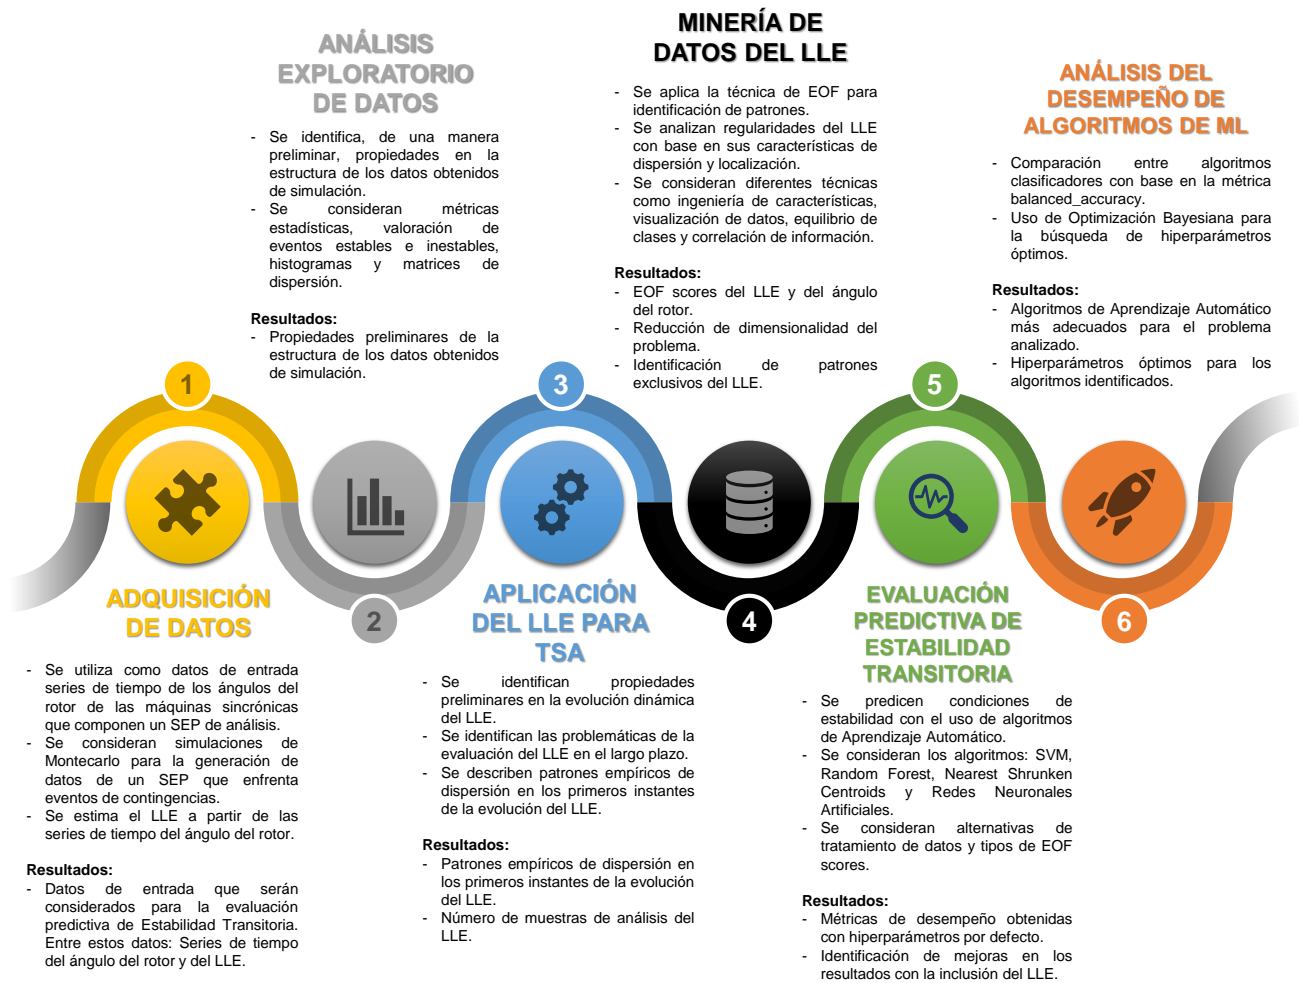 1
ADQUISICIÓN
DE DATOS
- Se utiliza como datos de entrada
series de tiempo de los ángulos del
rotor de las máquinas sincrónicas
que componen un SEP de análisis.
- Se consideran simulaciones de
Montecarlo para la generación de
datos de un SEP que enfrenta
eventos de contingencias.
- Se estima el LLE a partir de las
series de tiempo del ángulo del rotor.
Resultados:
- Datos de entrada que serán
considerados para la evaluación
predictiva de Estabilidad Transitoria.
Entre estos datos: Series de tiempo
del ángulo del rotor y del LLE.
ANÁLISIS
EXPLORATORIO
DE DATOS
- Se identifica, de una manera
preliminar, propiedades en la
estructura de los datos obtenidos
de simulación.
- Se consideran métricas
estadísticas, valoración de
eventos estables e inestables,
histogramas y matrices de
dispersión.
Resultados:
- Propiedades preliminares de la
estructura de los datos obtenidos
de simulación.
2
3
APLICACIÓN
DEL LLE PARA
TSA
- Se identifican propiedades
preliminares en la evolución dinámica
del LLE.
- Se identifican las problemáticas de la
evaluación del LLE en el largo plazo.
- Se describen patrones empíricos de
dispersión en los primeros instantes
de la evolución del LLE.
Resultados:
- Patrones empíricos de dispersión en
los primeros instantes de la evolución
del LLE.
- Número de muestras de análisis del
LLE.
MINERÍA DE
DATOS DEL LLE
- Se aplica la técnica de EOF para
identificación de patrones.
- Se analizan regularidades del LLE
con base en sus características de
dispersión y localización.
- Se consideran diferentes técnicas
como ingeniería de características,
visualización de datos, equilibrio de
clases y correlación de información.
Resultados:
- EOF scores del LLE y del ángulo
del rotor.
- Reducción de dimensionalidad del
problema.
- Identificación de patrones
exclusivos del LLE.
4
5
EVALUACIÓN
PREDICTIVA DE
ESTABILIDAD
TRANSITORIA
- Se predicen condiciones de
estabilidad con el uso de algoritmos
de Aprendizaje Automático.
- Se consideran los algoritmos: SVM,
Random Forest, Nearest Shrunken
Centroids y Redes Neuronales
Artificiales.
- Se consideran alternativas de
tratamiento de datos y tipos de EOF
scores.
Resultados:
- Métricas de desempeño obtenidas
con hiperparámetros por defecto.
- Identificación de mejoras en los
resultados con la inclusión del LLE.
ANÁLISIS DEL
DESEMPEÑO DE
ALGORITMOS DE ML
- Comparación entre algoritmos
clasificadores con base en la métrica
balanced_accuracy.
- Uso de Optimización Bayesiana para
la búsqueda de hiperparámetros
óptimos.
Resultados:
- Algoritmos de Aprendizaje Automático
más adecuados para el problema
analizado.
- Hiperparámetros óptimos para los
algoritmos identificados.
6